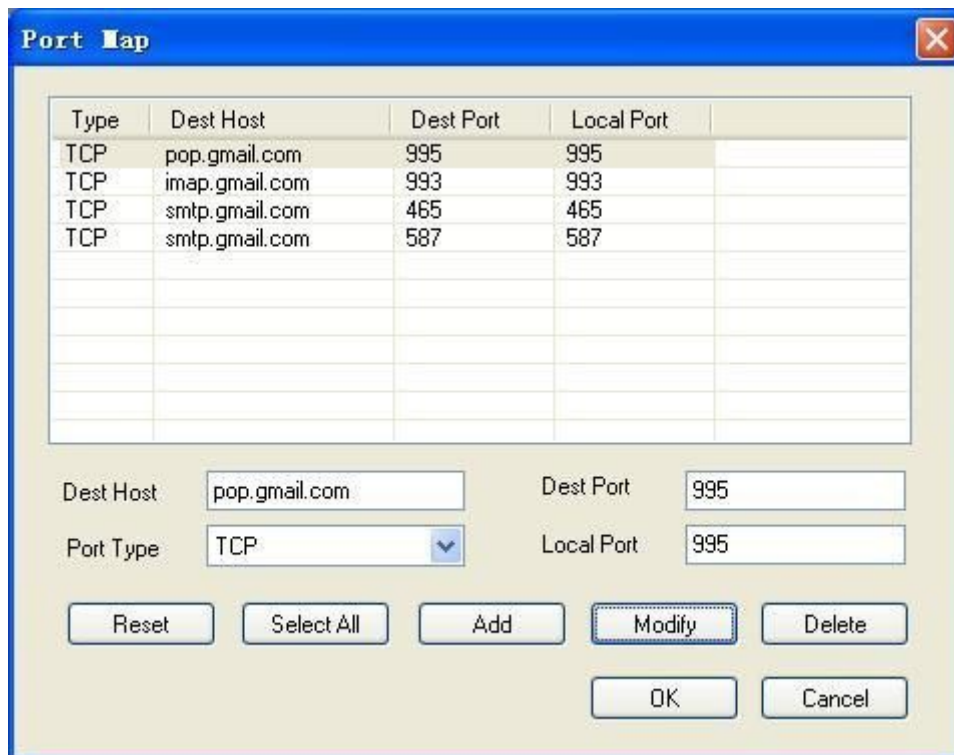 Port Map
Type Dest Host Dest Port Local Port
TCP pop.gmail.com 995 995
TCP imap.gmail.com 993 993
TCP smtp.gmail.com 465 465
TCP smtp.gmail.com 587 587
Dest Host pop.gmail.com Dest Port 995
Port Type TCP Local Port 995
Reset Select All Add Modify Delete
OK Cancel